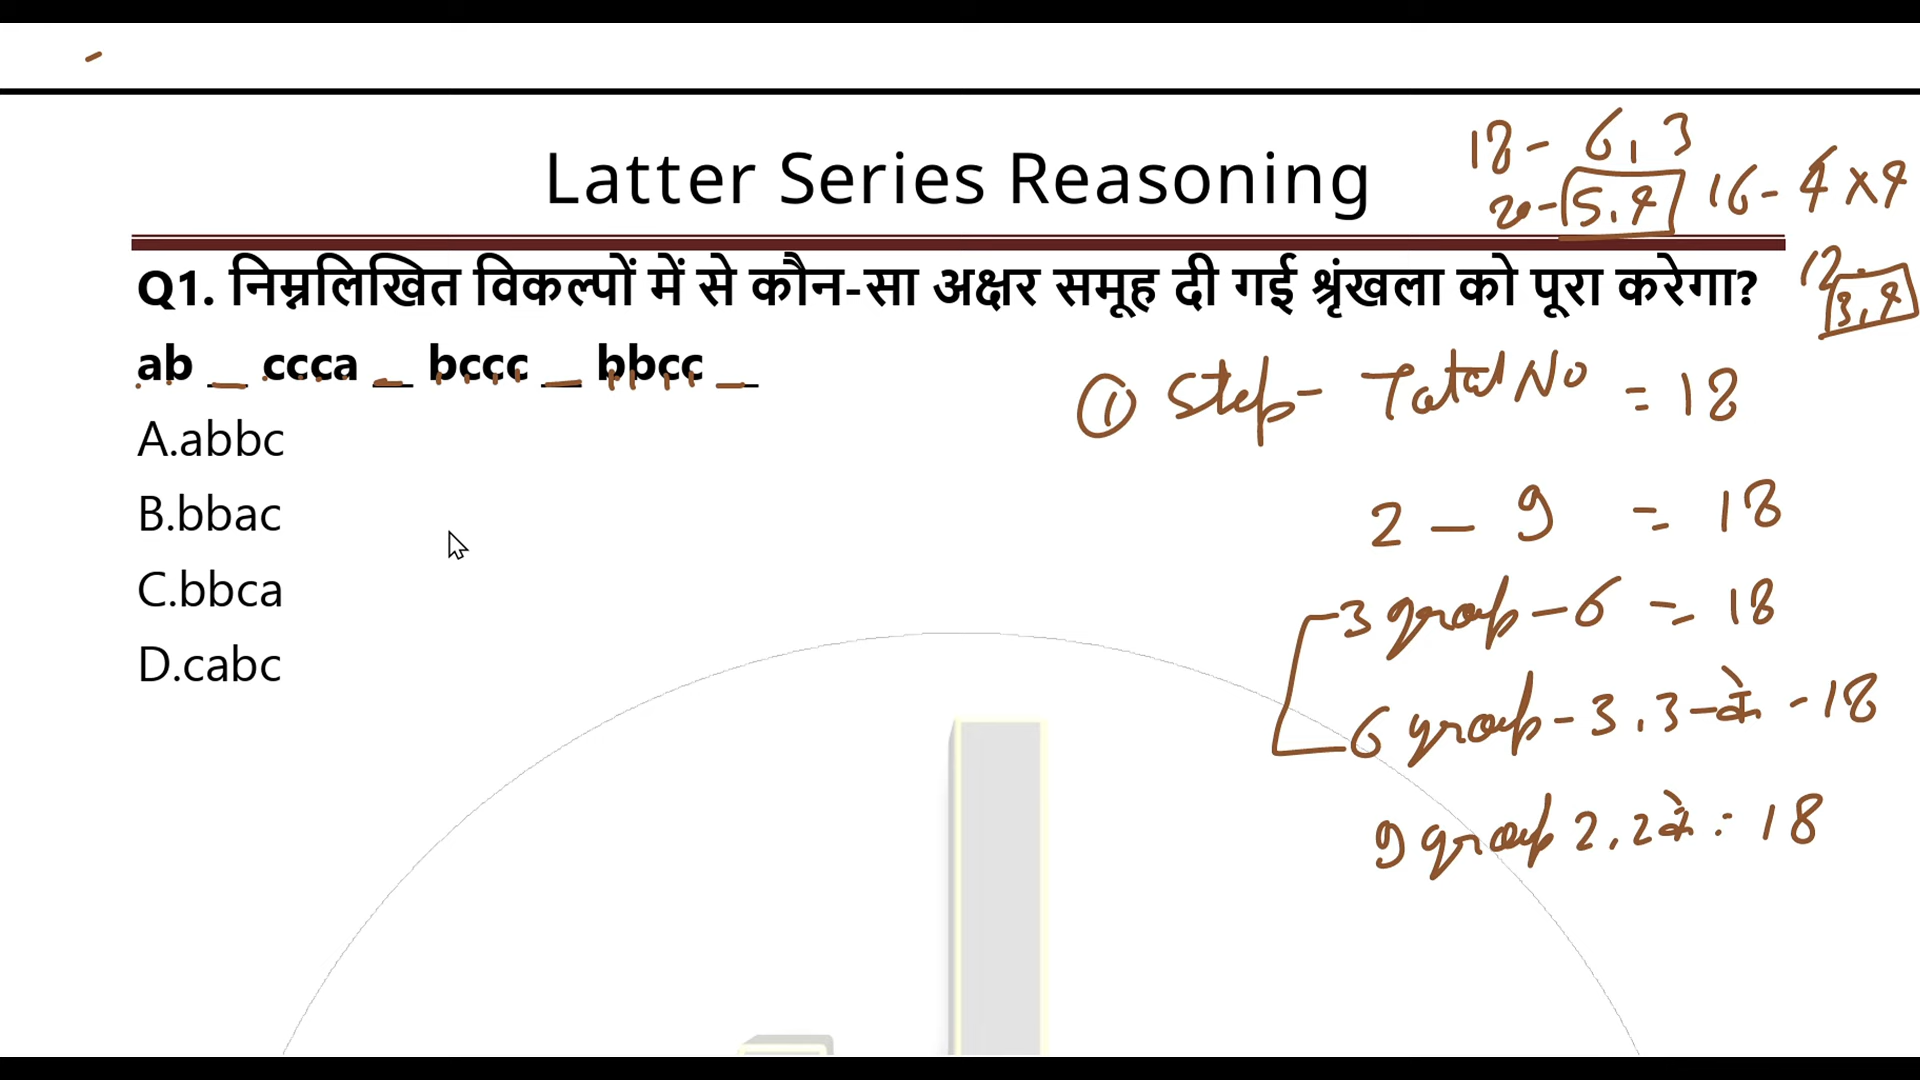 Latter Series Reasoning
18 - 6, 3
20 - 5, 4 16 - 4 x 4
12 -
3, 4
Q1. निम्नलिखित विकल्पों में से कौन-सा अक्षर समूह दी गई श्रृंखला को पूरा करेगा?
ab _ ccca _ bccc _ bbcc _
① Step - Total No = 18
A.abbc
B.bbac
2 - 9 = 18
C.bbca
3 group - 6 = 18
D.cabc
6 group - 3, 3 - के - 18
9 group 2, 2 के : 18